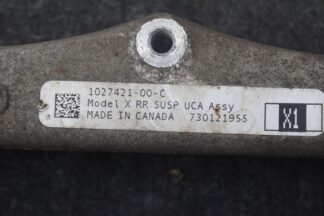 1027421-00-C
Model X RR SUSP UCA Assy
MADE IN CANADA 730121955
X1